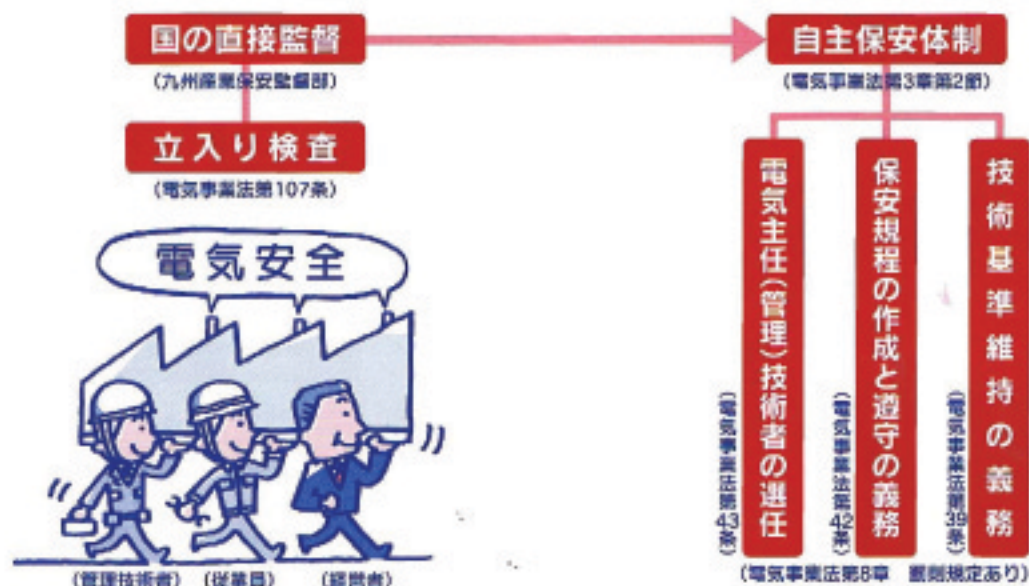 国の直接監督
(九州産業保安監督部)
立入り検査
(電気事業法第107条)
自主保安体制
(電気事業法第3章第2節)
電気主任(管理)技術者の選任
(電気事業法第43条)
保安規程の作成と遵守の義務
(電気事業法第42条)
技術基準維持の義務
(電気事業法第39条)
(電気事業法第8章 罰則規定あり)
電気安全
(管理技術者)
(従業員)
(経営者)